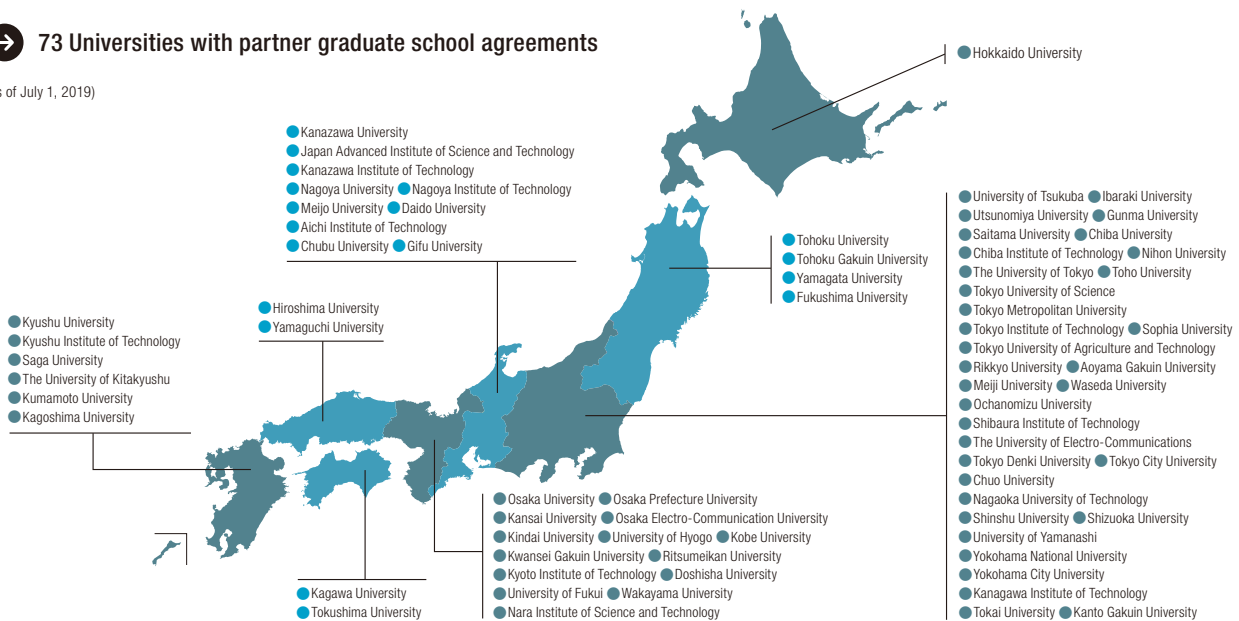 73 Universities with partner graduate school agreements
s of July 1, 2019)
Hokkaido University
Kanazawa University
Japan Advanced Institute of Science and Technology
Kanazawa Institute of Technology
Nagoya University Nagoya Institute of Technology
Meijo University Daido University
Aichi Institute of Technology
Chubu University Gifu University
University of Tsukuba Ibaraki University
Utsunomiya University Gunma University
Saitama University Chiba University
Chiba Institute of Technology Nihon University
The University of Tokyo Toho University
Tokyo University of Science
Tokyo Metropolitan University
Tokyo Institute of Technology Sophia University
Tokyo University of Agriculture and Technology
Rikkyo University Aoyama Gakuin University
Meiji University Waseda University
Ochanomizu University
Shibaura Institute of Technology
The University of Electro-Communications
Tokyo Denki University Tokyo City University
Chuo University
Nagaoka University of Technology
Shinshu University Shizuoka University
University of Yamanashi
Yokohama National University
Yokohama City University
Kanagawa Institute of Technology
Tokai University Kanto Gakuin University
Tohoku University
Tohoku Gakuin University
Yamagata University
Fukushima University
Hiroshima University
Yamaguchi University
Kyushu University
Kyushu Institute of Technology
Saga University
The University of Kitakyushu
Kumamoto University
Kagoshima University
Osaka University Osaka Prefecture University
Kansai University Osaka Electro-Communication University
Kindai University University of Hyogo Kobe University
Kwansei Gakuin University Ritsumeikan University
Kyoto Institute of Technology Doshisha University
University of Fukui Wakayama University
Nara Institute of Science and Technology
Kagawa University
Tokushima University